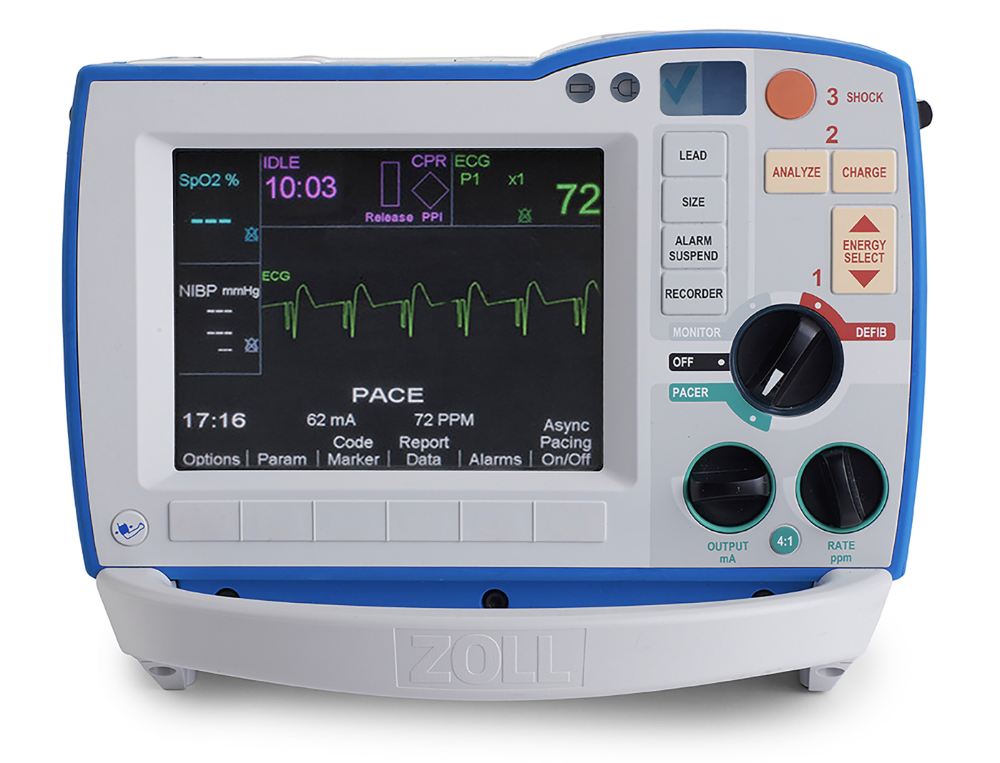 SpO2 %
---
IDLE
10:03
CPR
Release PPI
ECG
P1 x1
72
ECG
NIBP mmHg
---
---
--
PACE
17:16
62 mA
72 PPM
Options | Param | Code Marker | Report Data | Alarms | Async Pacing On/Off
3 SHOCK
2
ANALYZE
CHARGE
ENERGY
SELECT
1
LEAD
SIZE
ALARM
SUSPEND
RECORDER
MONITOR
DEFIB
OFF
PACER
OUTPUT
mA
4:1
RATE
ppm
ZOLL